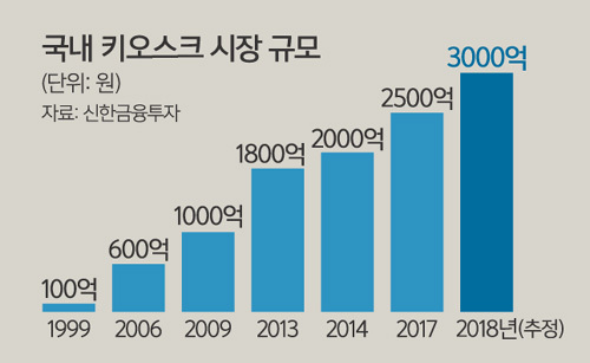 국내 키오스크 시장 규모
(단위: 원)
자료: 신한금융투자
100억
600억
1000억
1800억
2000억
2500억
3000억
1999 2006 2009 2013 2014 2017 2018년(추정)